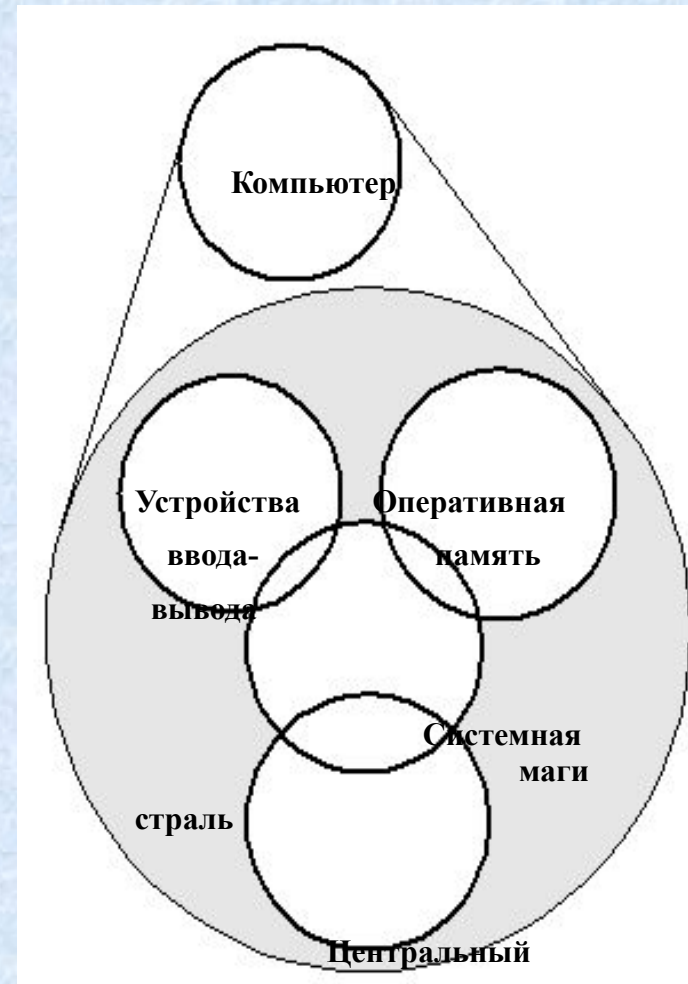 Компьютер
Устройства
ввода-
вывода
Оперативная
память
Системная
маги
страль
Центральный